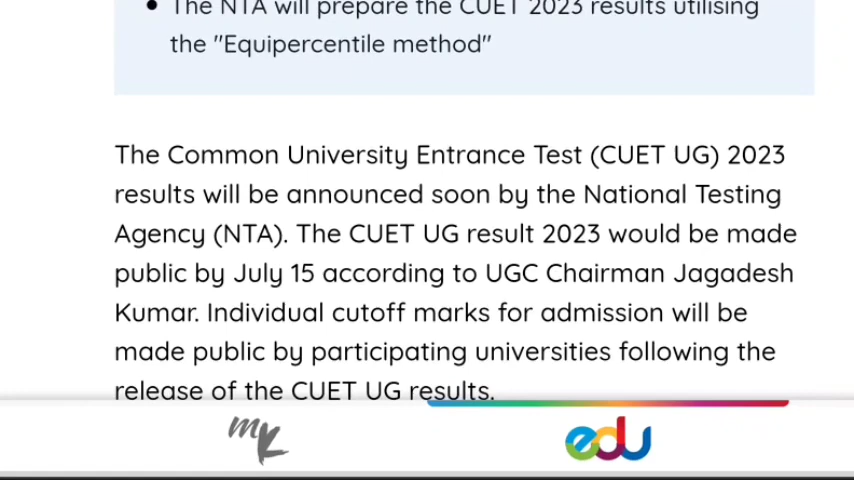 The NTA will prepare the CUET 2023 results utilising
the "Equipercentile method"
The Common University Entrance Test (CUET UG) 2023
results will be announced soon by the National Testing
Agency (NTA). The CUET UG result 2023 would be made
public by July 15 according to UGC Chairman Jagadesh
Kumar. Individual cutoff marks for admission will be
made public by participating universities following the
release of the CUET UG results.
mk
edu